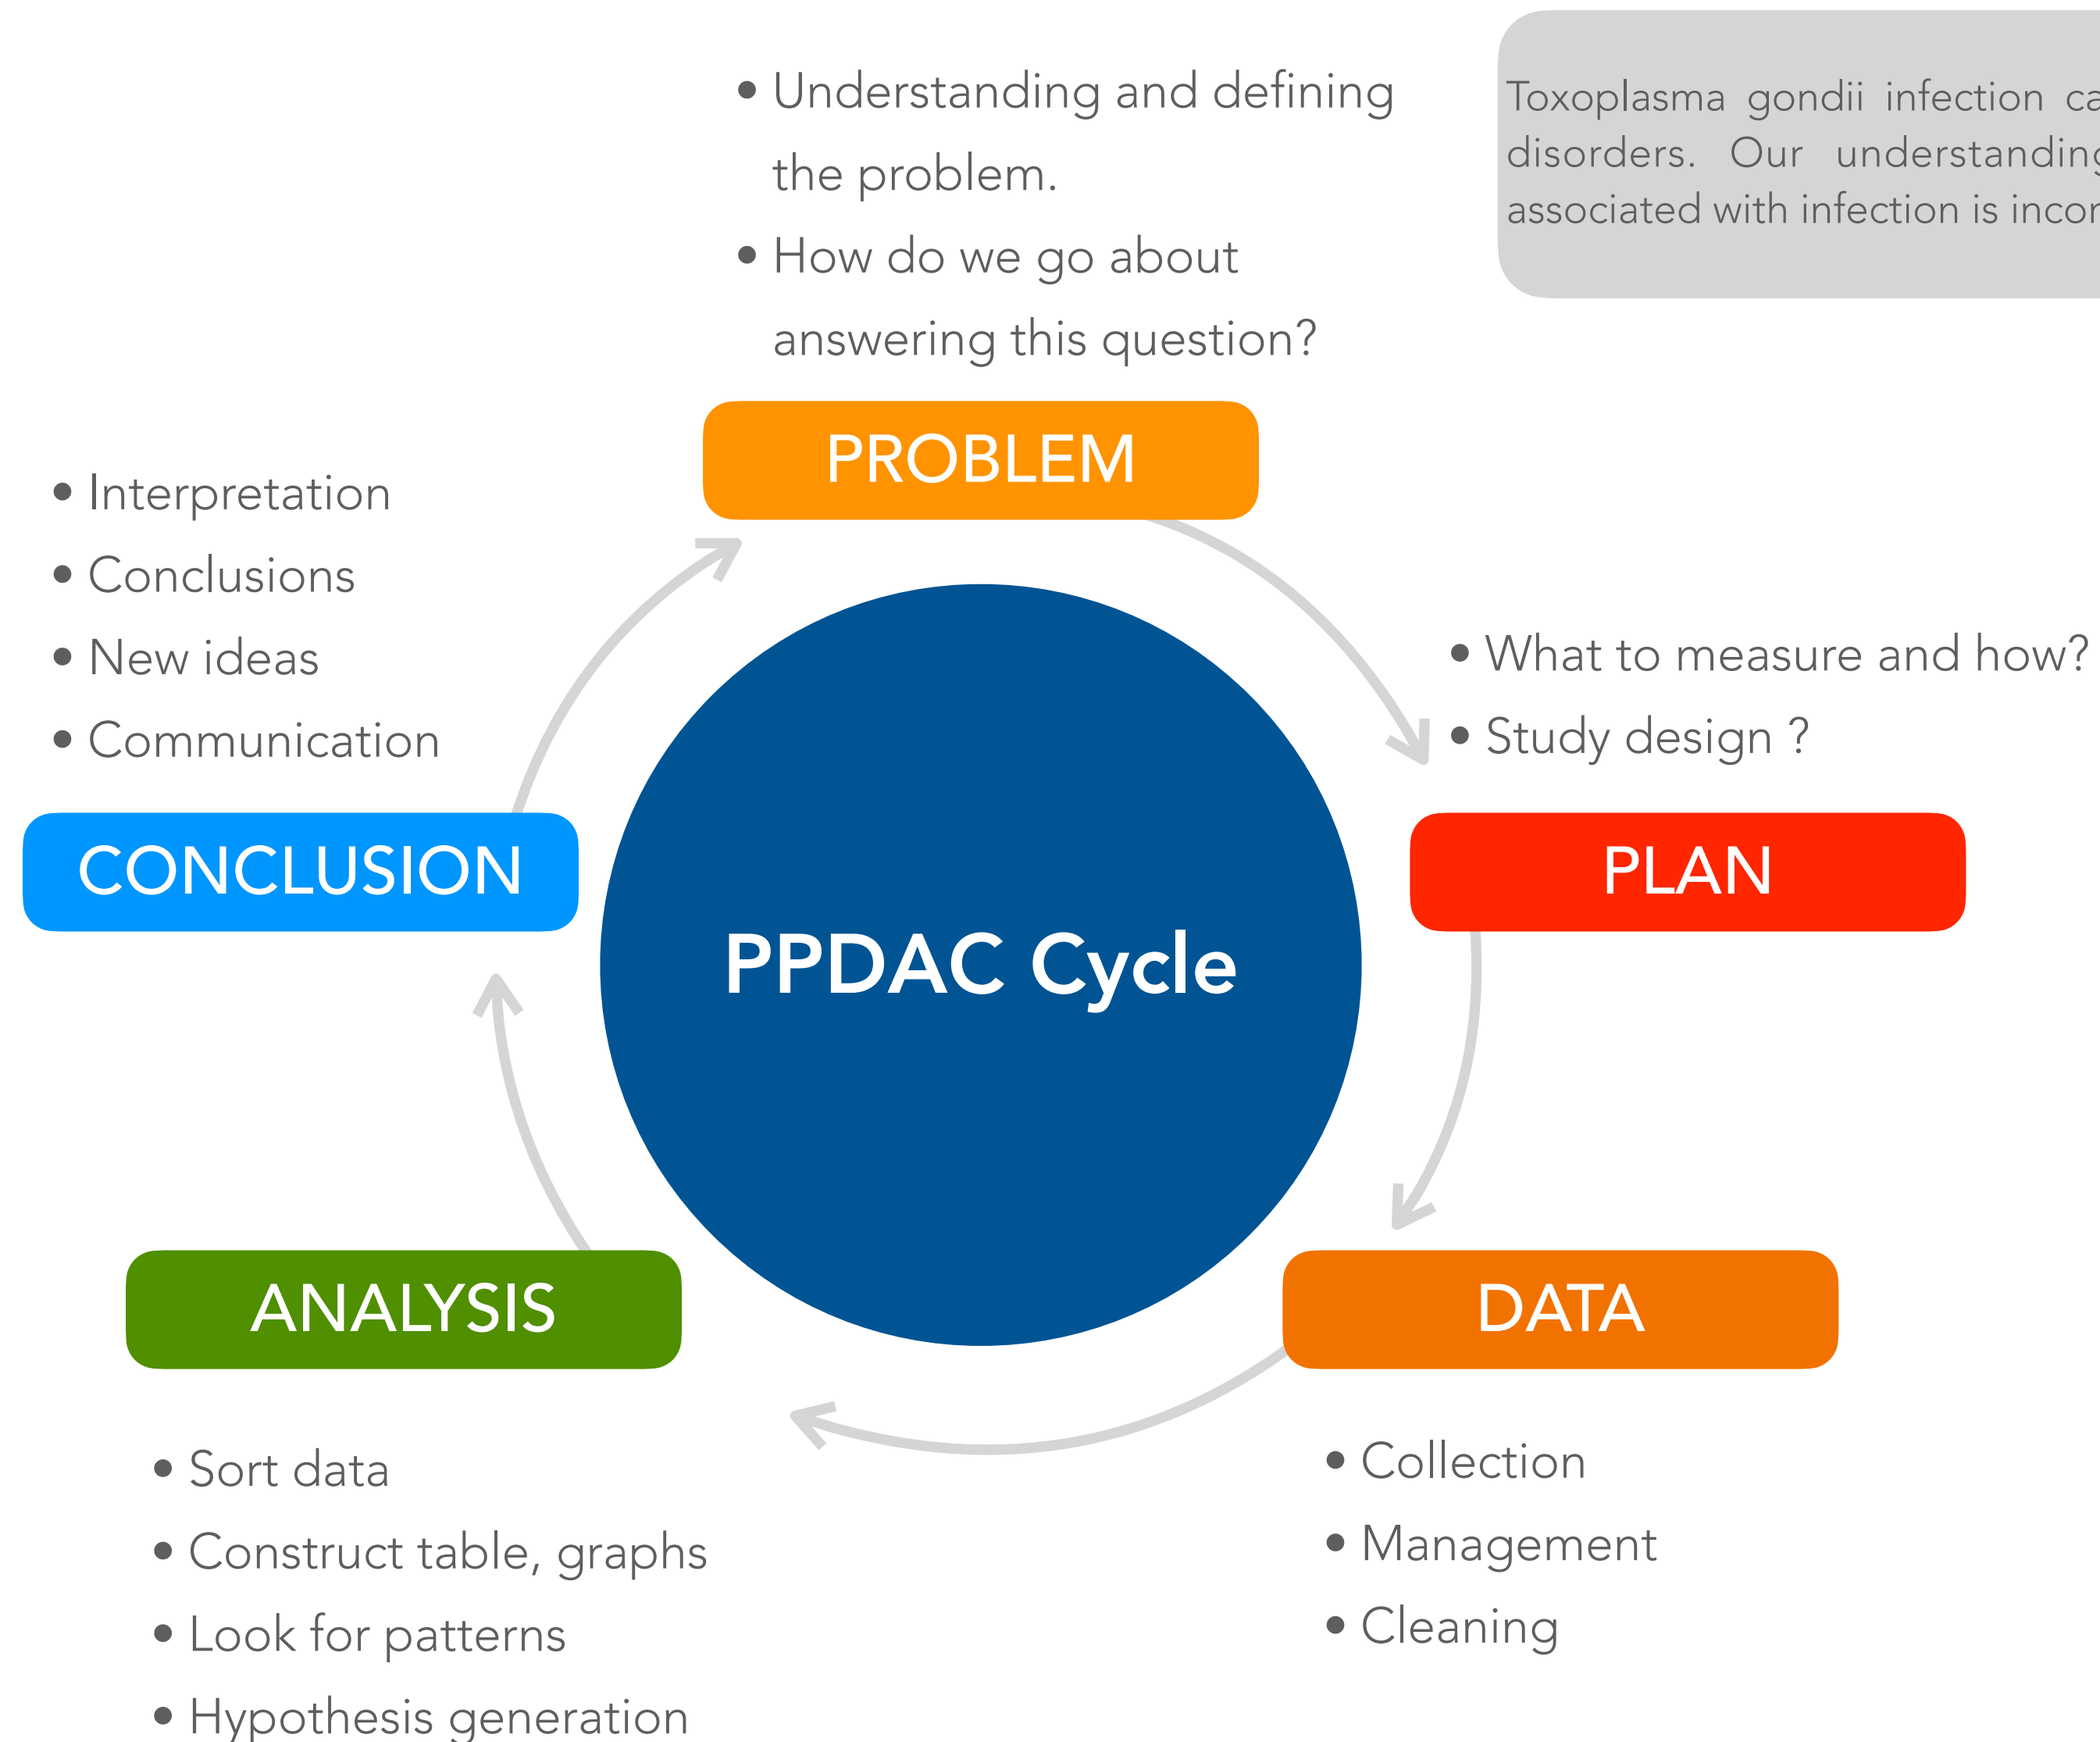 • Understanding and defining
the problem.
• How do we go about
answering this question?
Toxoplasma gondii infection
disorders. Our understanding
associated with infection is
PROBLEM
• Interpretation
• Conclusions
• New ideas
• Communication
CONCLUSION
• What to measure and how?
• Study design ?
PLAN
PPDAC Cycle
ANALYSIS
• Sort data
• Construct table, graphs
• Look for patterns
• Hypothesis generation
DATA
• Collection
• Management
• Cleaning